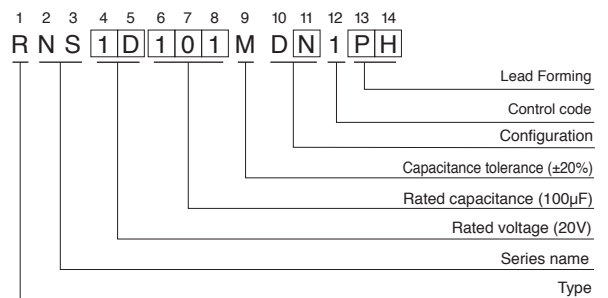 1 2 3 4 5 6 7 8 9 10 11 12 13 14
R N S 1 D 1 0 1 M D N 1 P H
Lead Forming
Control code
Configuration
Capacitance tolerance (±20%)
Rated capacitance (100µF)
Rated voltage (20V)
Series name
Type